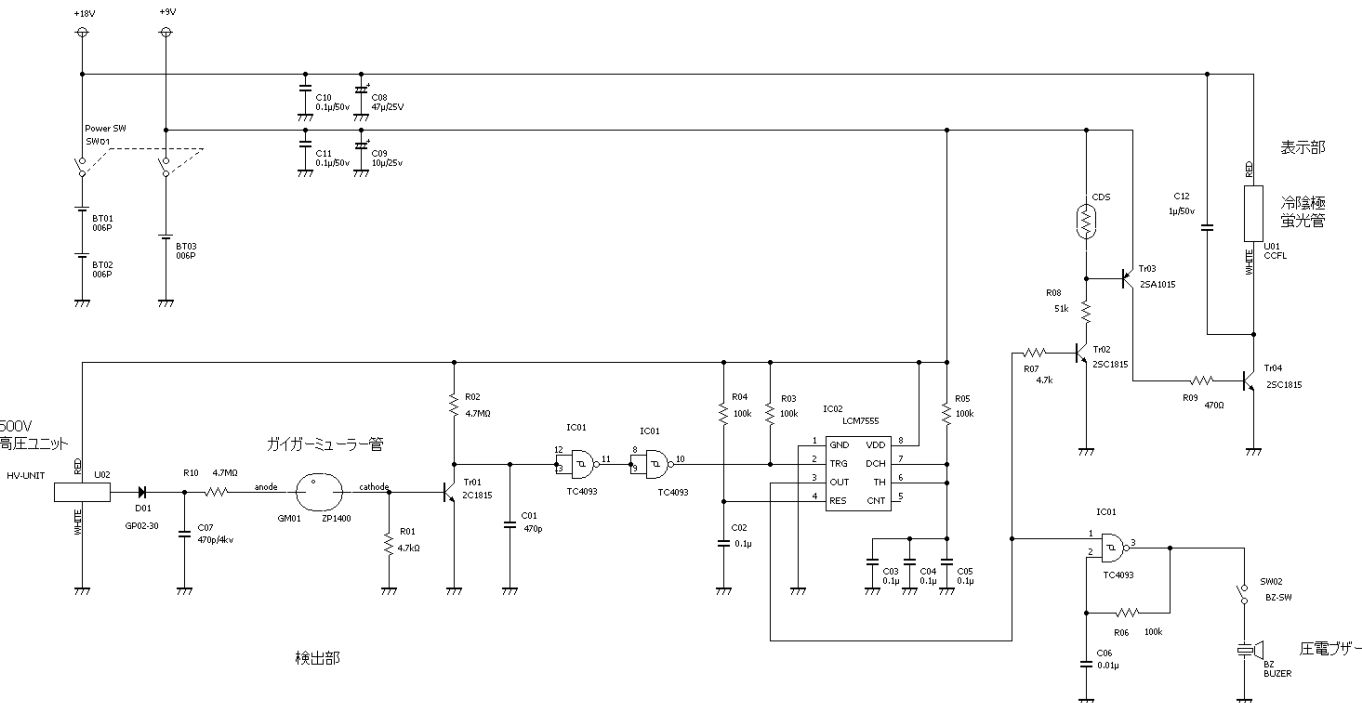 +18V
+9V
C10
0.1μ/50v
C08
47μ/25V
+
Power SW
SW01
C11
0.1μ/50v
C09
10μ/25v
+
BT01
006P
BT02
006P
BT03
006P
表示部
CDS
C12
1μ/50v
RED
冷陰極
蛍光管
U01
CCFL
WHITE
Tr03
2SA1015
R08
51k
Tr02
2SC1815
R07
4.7k
Tr04
2SC1815
R09
470Ω
500V
高圧ユニット
HV-UNIT
RED
U02
WHITE
D01
GP02-30
R10 4.7MΩ
C07
470p/4kv
ガイガーミューラー管
anode
cathode
GM01
ZP1400
R01
4.7kΩ
R02
4.7MΩ
Tr01
2C1815
C01
470p
IC01
12
13
11
TC4093
IC01
8
9
10
TC4093
R04
100k
R03
100k
IC02
LCM7555
1 GND VDD 8
2 TRG DCH 7
3 OUT TH 6
4 RES CNT 5
R05
100k
C02
0.1μ
C03
0.1μ
C04
0.1μ
C05
0.1μ
IC01
1
2
3
TC4093
R06 100k
C06
0.01μ
SW02
BZ-SW
BZ
BUZER
圧電ブザー
検出部